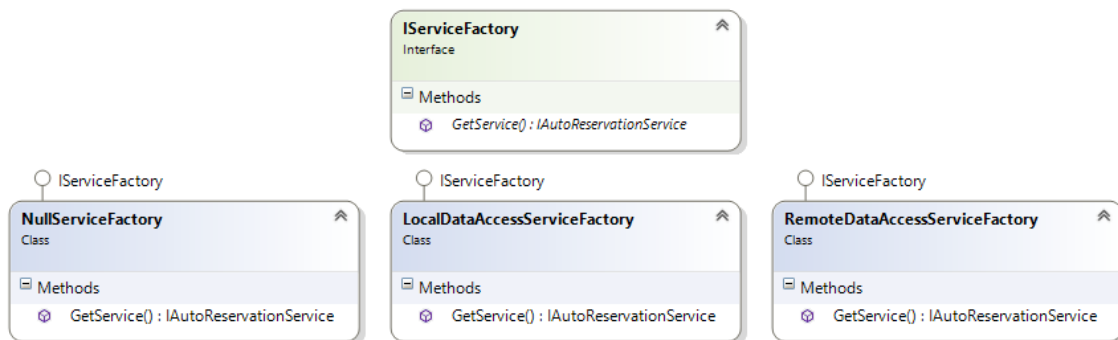 IServiceFactory
Interface
Methods
GetService() : IAutoReservationService
IServiceFactory
NullServiceFactory
Class
Methods
GetService() : IAutoReservationService
IServiceFactory
LocalDataAccessServiceFactory
Class
Methods
GetService() : IAutoReservationService
IServiceFactory
RemoteDataAccessServiceFactory
Class
Methods
GetService() : IAutoReservationService